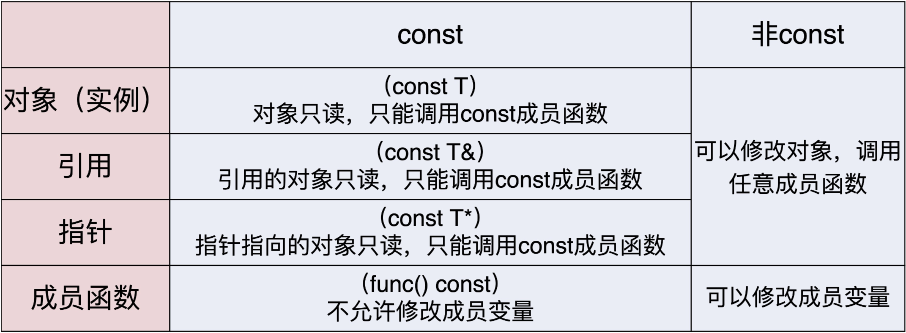 const
非const
对象（实例）
（const T）
对象只读，只能调用const成员函数
可以修改对象，调用
任意成员函数
引用
（const T&）
引用的对象只读，只能调用const成员函数
指针
（const T*）
指针指向的对象只读，只能调用const成员函数
成员函数
（func() const）
不允许修改成员变量
可以修改成员变量